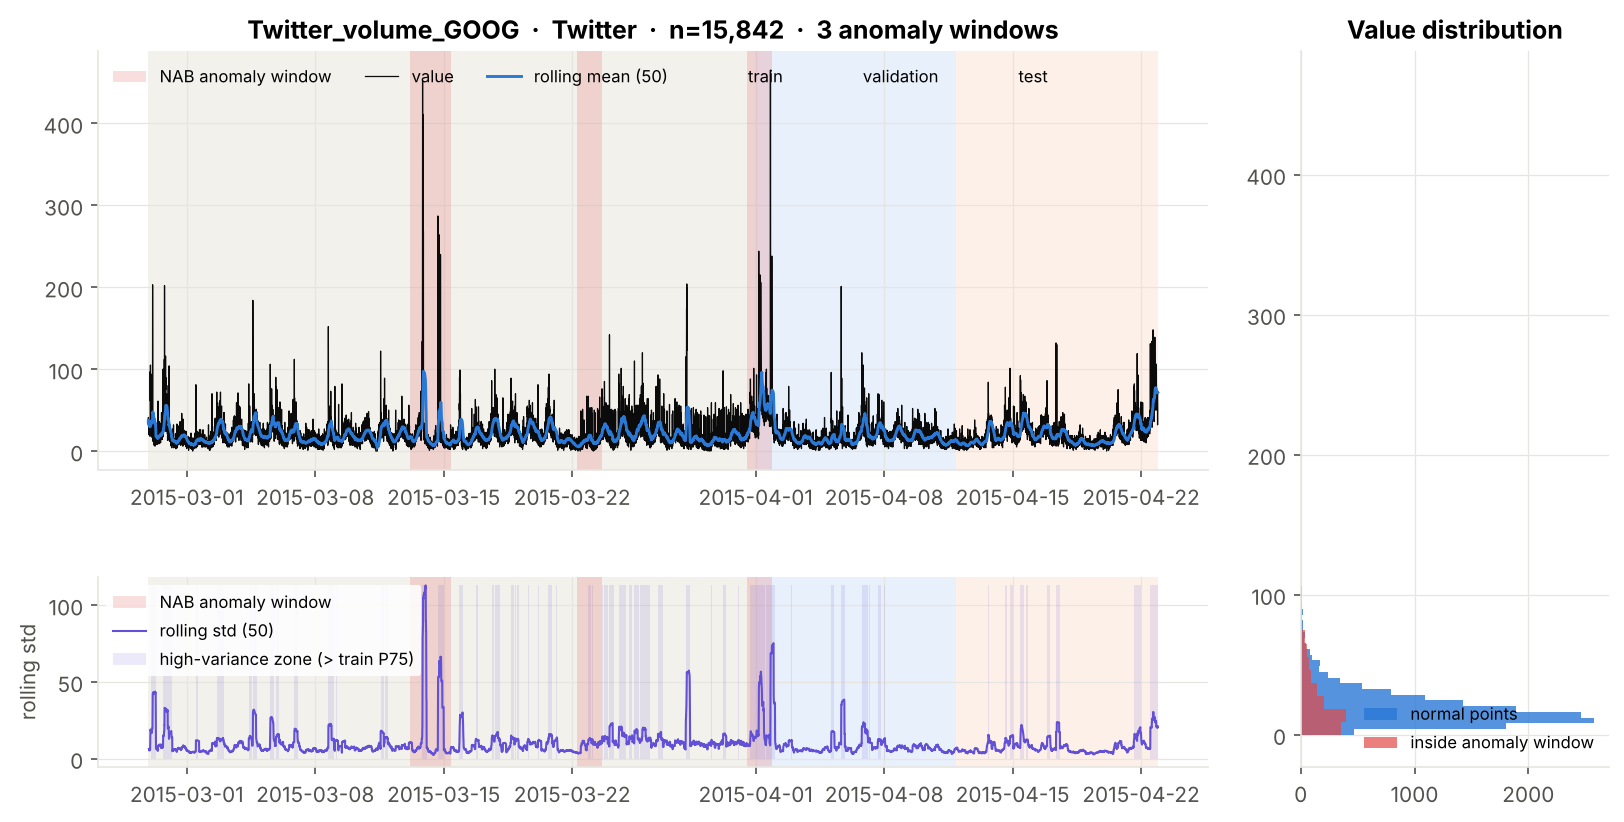 Twitter_volume_GOOG · Twitter · n=15,842 · 3 anomaly windows
NAB anomaly window
value
rolling mean (50)
train
validation
test
400
300
200
100
0
2015-03-01
2015-03-08
2015-03-15
2015-03-22
2015-04-01
2015-04-08
2015-04-15
2015-04-22
rolling std
NAB anomaly window
rolling std (50)
high-variance zone (> train P75)
100
50
0
2015-03-01
2015-03-08
2015-03-15
2015-03-22
2015-04-01
2015-04-08
2015-04-15
2015-04-22
Value distribution
400
300
200
100
0
normal points
inside anomaly window
0
1000
2000